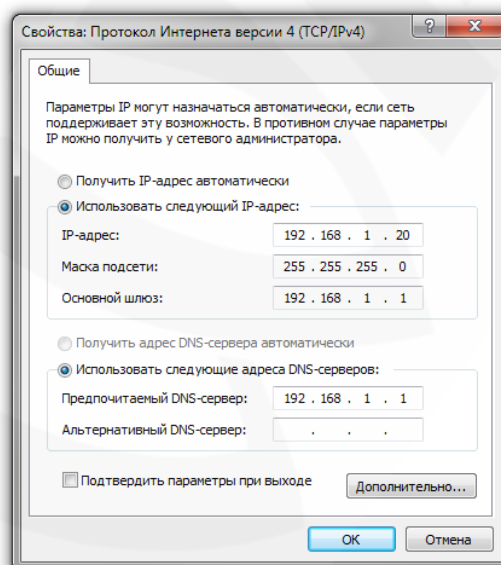 Свойства: Протокол Интернета версии 4 (TCP/IPv4)
Общие
Параметры IP могут назначаться автоматически, если сеть
поддерживает эту возможность. В противном случае параметры
IP можно получить у сетевого администратора.
Получить IP-адрес автоматически
Использовать следующий IP-адрес:
IP-адрес: 192 . 168 . 1 . 20
Маска подсети: 255 . 255 . 255 . 0
Основной шлюз: 192 . 168 . 1 . 1
Получить адрес DNS-сервера автоматически
Использовать следующие адреса DNS-серверов:
Предпочитаемый DNS-сервер: 192 . 168 . 1 . 1
Альтернативный DNS-сервер: . . .
Подтвердить параметры при выходе
Дополнительно...
ОК Отмена